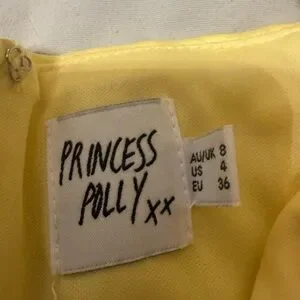 PRINCESS
POLLY xx
AU/UK 8
US 4
EU 36